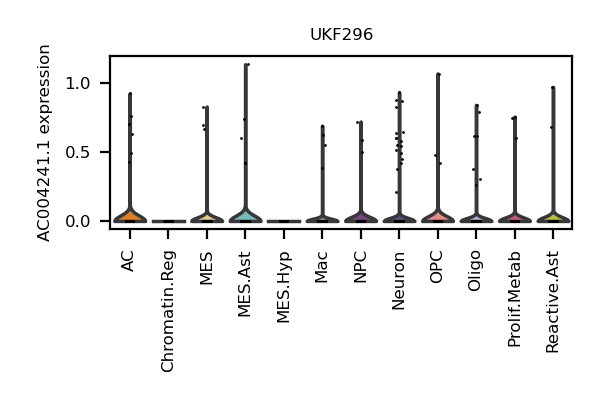 UKF296
AC004241.1 expression
1.0
0.5
0.0
AC
Chromatin.Reg
MES
MES.Ast
MES.Hyp
Mac
NPC
Neuron
OPC
Oligo
Prolif.Metab
Reactive.Ast